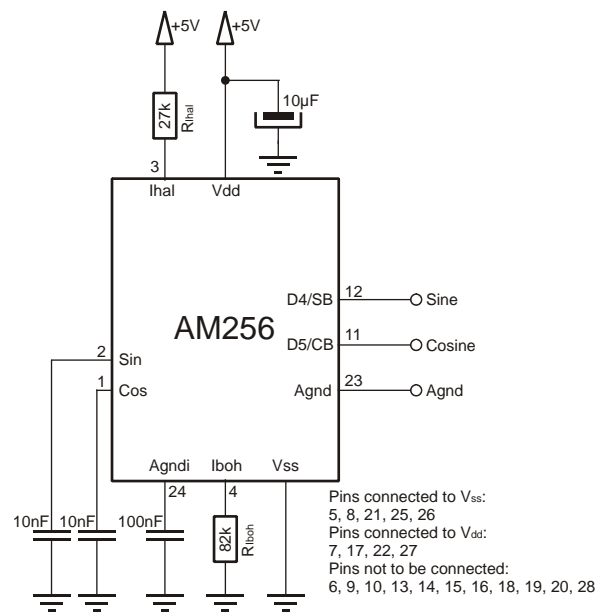 +5V
+5V
10µF
27k
RIhal
3
Ihal
Vdd
D4/SB
12
Sine
AM256
D5/CB
11
Cosine
2
Sin
1
Cos
Agnd
23
Agnd
Agndi
Iboh
Vss
24
4
10nF
10nF
100nF
82k
RIboh
Pins connected to Vss:
5, 8, 21, 25, 26
Pins connected to Vdd:
7, 17, 22, 27
Pins not to be connected:
6, 9, 10, 13, 14, 15, 16, 18, 19, 20, 28